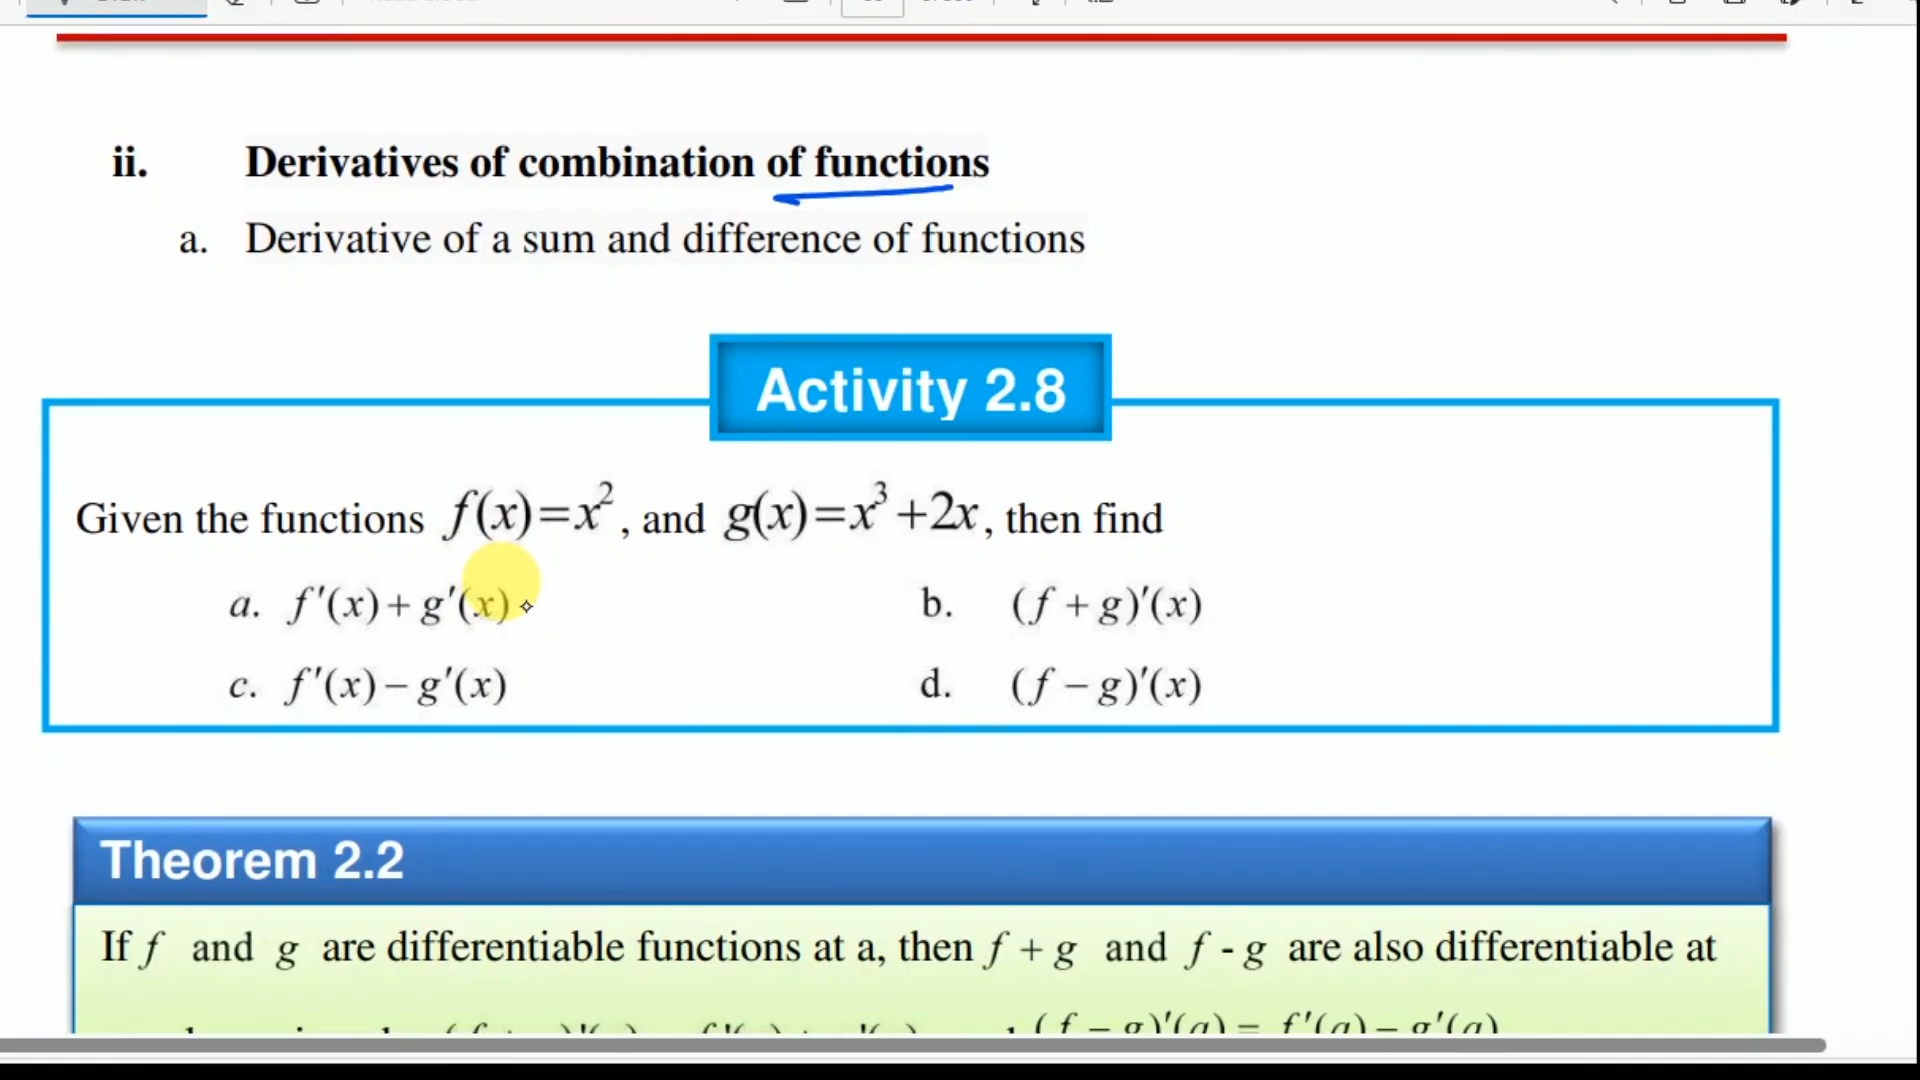 ii. Derivatives of combination of functions
a. Derivative of a sum and difference of functions
Activity 2.8
Given the functions f(x)=x², and g(x)=x³+2x, then find
a. f′(x)+g′(x) b. (f+g)′(x)
c. f′(x)−g′(x) d. (f−g)′(x)
Theorem 2.2
If f and g are differentiable functions at a, then f + g and f - g are also differentiable at
(f−g)′(a)= f′(a)−g′(a)